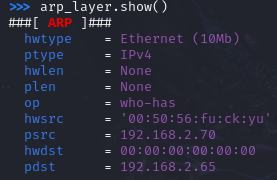 >>> arp_layer.show()
###[ ARP ]###
hwtype = Ethernet (10Mb)
ptype = IPv4
hwlen = None
plen = None
op = who-has
hwsrc = '00:50:56:fu:ck:yu'
psrc = 192.168.2.70
hwdst = 00:00:00:00:00:00
pdst = 192.168.2.65